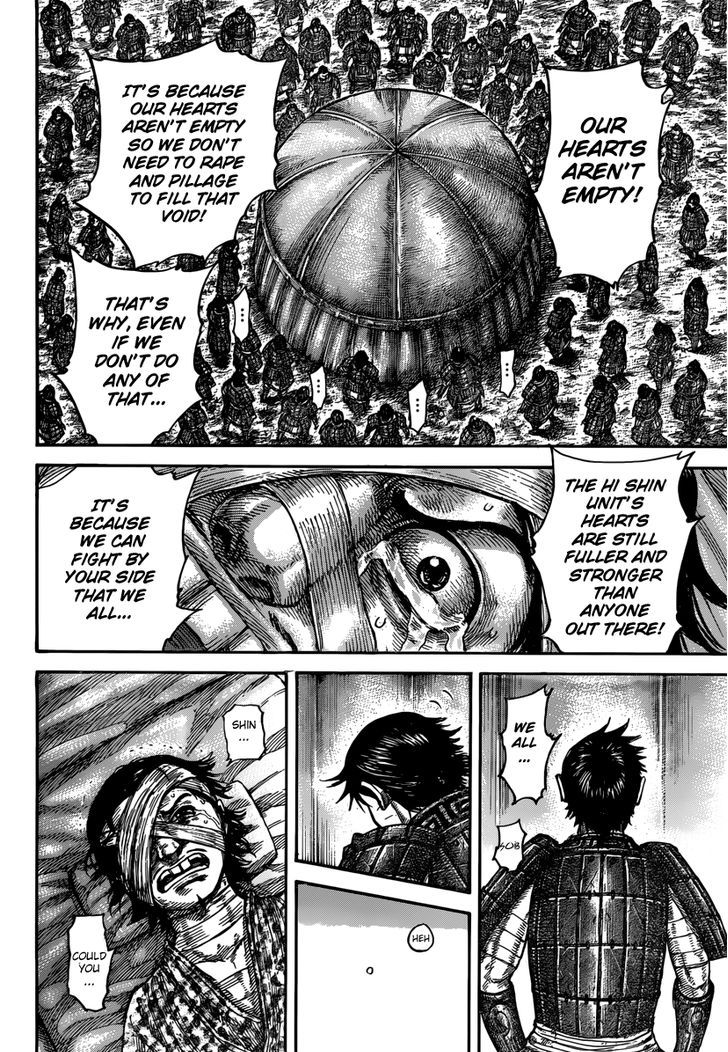 OUR
HEARTS
AREN'T
EMPTY!
IT'S BECAUSE
OUR HEARTS
AREN'T EMPTY
SO WE DON'T
NEED TO RAPE
AND PILLAGE
TO FILL THAT
VOID!
THAT'S
WHY, EVEN
IF WE
DON'T DO
ANY OF
THAT...
...
...
...
...
THE HI SHIN
UNIT'S
HEARTS
ARE STILL
FULLER AND
STRONGER
THAN
ANYONE
OUT THERE!
IT'S
BECAUSE
WE CAN
FIGHT BY
YOUR SIDE
THAT WE
ALL...
WE
ALL
...
SOB
HEH
SHIN
...
COULD
YOU
...